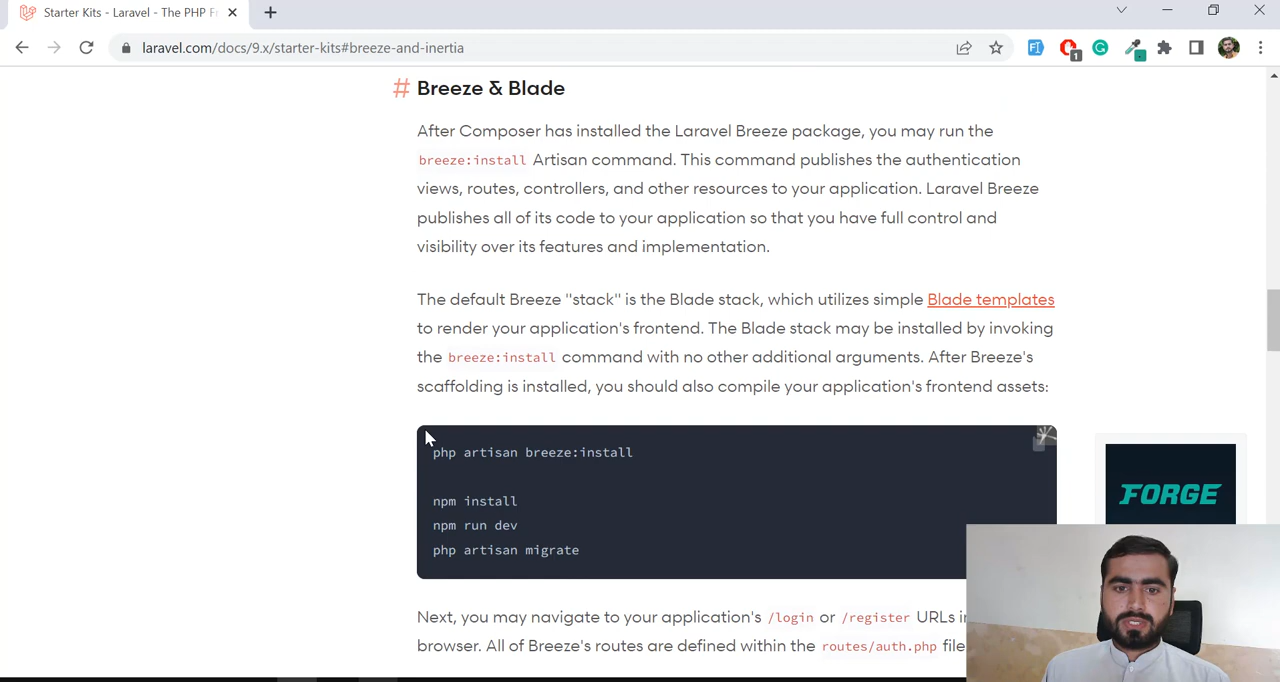 Starter Kits - Laravel - The PHP Fr
laravel.com/docs/9.x/starter-kits#breeze-and-inertia
1
# Breeze & Blade
After Composer has installed the Laravel Breeze package, you may run the
breeze:install Artisan command. This command publishes the authentication
views, routes, controllers, and other resources to your application. Laravel Breeze
publishes all of its code to your application so that you have full control and
visibility over its features and implementation.
The default Breeze "stack" is the Blade stack, which utilizes simple Blade templates
to render your application's frontend. The Blade stack may be installed by invoking
the breeze:install command with no other additional arguments. After Breeze's
scaffolding is installed, you should also compile your application's frontend assets:
php artisan breeze:install
npm install
npm run dev
php artisan migrate
FORGE
Next, you may navigate to your application's /login or /register URLs in
browser. All of Breeze's routes are defined within the routes/auth.php file